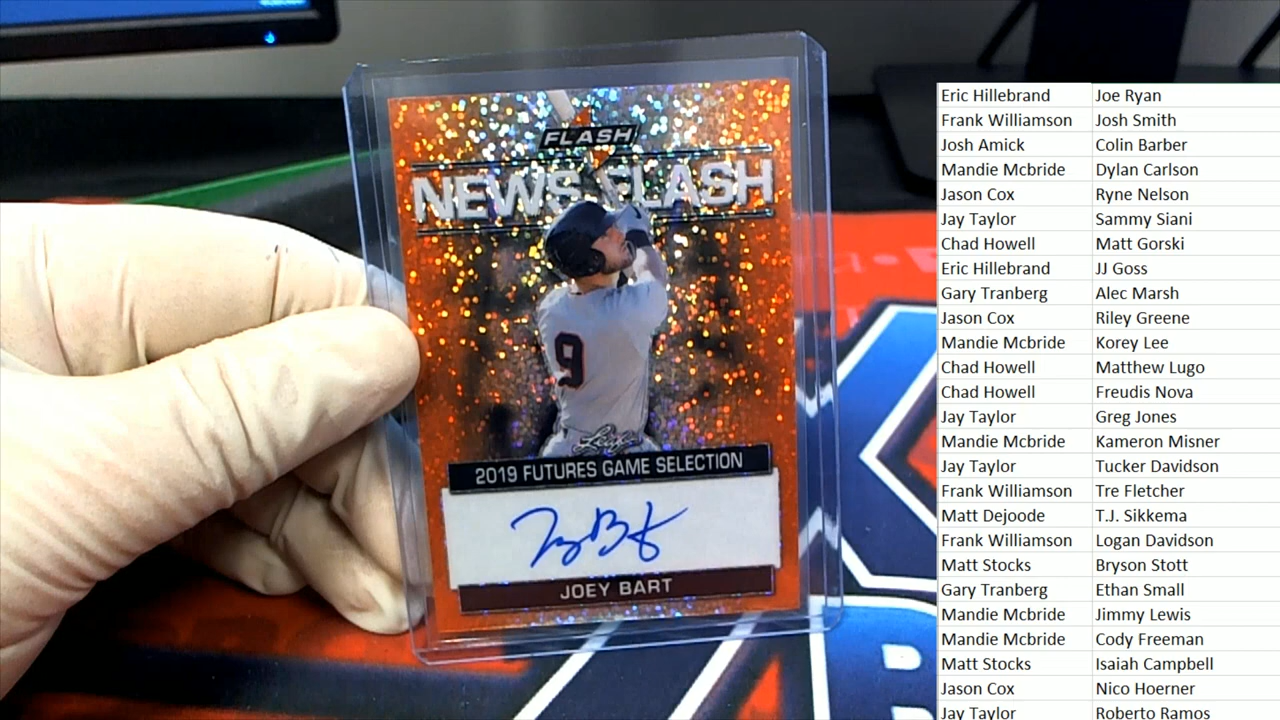 FLASH
NEWS FLASH
9
Leaf
2019 FUTURES GAME SELECTION
JOEY BART
Eric Hillebrand Joe Ryan
Frank Williamson Josh Smith
Josh Amick Colin Barber
Mandie Mcbride Dylan Carlson
Jason Cox Ryne Nelson
Jay Taylor Sammy Siani
Chad Howell Matt Gorski
Eric Hillebrand JJ Goss
Gary Tranberg Alec Marsh
Jason Cox Riley Greene
Mandie Mcbride Korey Lee
Chad Howell Matthew Lugo
Chad Howell Freudis Nova
Jay Taylor Greg Jones
Mandie Mcbride Kameron Misner
Jay Taylor Tucker Davidson
Frank Williamson Tre Fletcher
Matt Dejoode T.J. Sikkema
Frank Williamson Logan Davidson
Matt Stocks Bryson Stott
Gary Tranberg Ethan Small
Mandie Mcbride Jimmy Lewis
Mandie Mcbride Cody Freeman
Matt Stocks Isaiah Campbell
Jason Cox Nico Hoerner
Jay Taylor Roberto Ramos